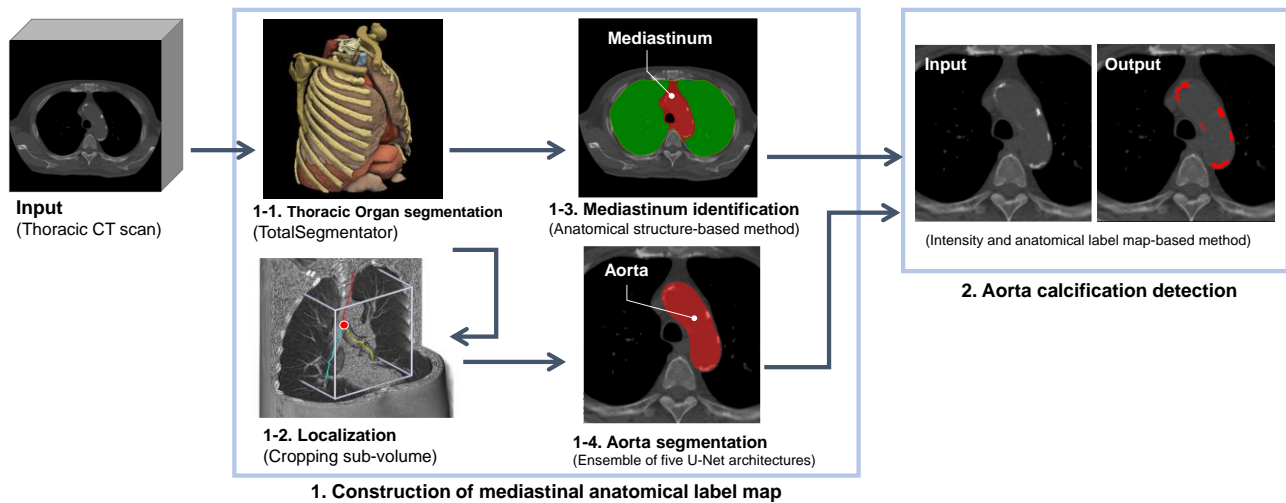 Input
(Thoracic CT scan)
1-1. Thoracic Organ segmentation
(TotalSegmentator)
1-2. Localization
(Cropping sub-volume)
Mediastinum
1-3. Mediastinum identification
(Anatomical structure-based method)
Aorta
1-4. Aorta segmentation
(Ensemble of five U-Net architectures)
1. Construction of mediastinal anatomical label map
Input
Output
(Intensity and anatomical label map-based method)
2. Aorta calcification detection